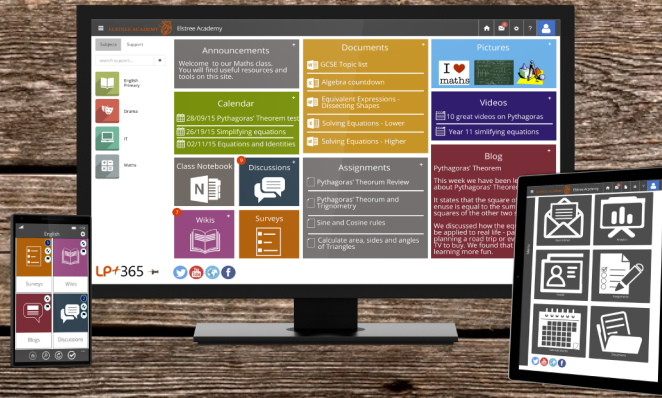 ELSTREE ACADEMY
Elstree Academy
?
Subjects
Support
search support...
English
Primary
Drama
IT
Maths
Announcements
Welcome to our Maths class.
You will find useful resources and
tools on this site.
Calendar
28/09/15 Pythagoras' Theorem test
26/19/15 Simplifying equations
02/11/15 Equations and Identities
Class Notebook
N
Discussions
Wikis
Surveys
Documents
GCSE Topic list
Algebra countdown
Equivalent Expressions -
Dissecting Shapes
Solving Equations - Lower
Solving Equations - Higher
Assignments
Pythagoras' Theorum Review
Pythagoras' Theorum and
Trignometry
Sine and Cosine rules
Calculate area, sides and angles
of Triangles
Pictures
I
maths
Videos
10 great videos on Pythagoras
Year 11 simlifying equations
Blog
Pythagoras' Theorem
This week we have been le
about Pythagoras' Theorem
It states that the square of
enuse is equal to the sum
squares of the other two s
We discussed how the equ
be applied to real life - pa
planning a road trip or eve
TV to buy. We found that
learning more fun.
LP+365
English
Surveys
Wikis
Blogs
Discussions
Elstree Academy